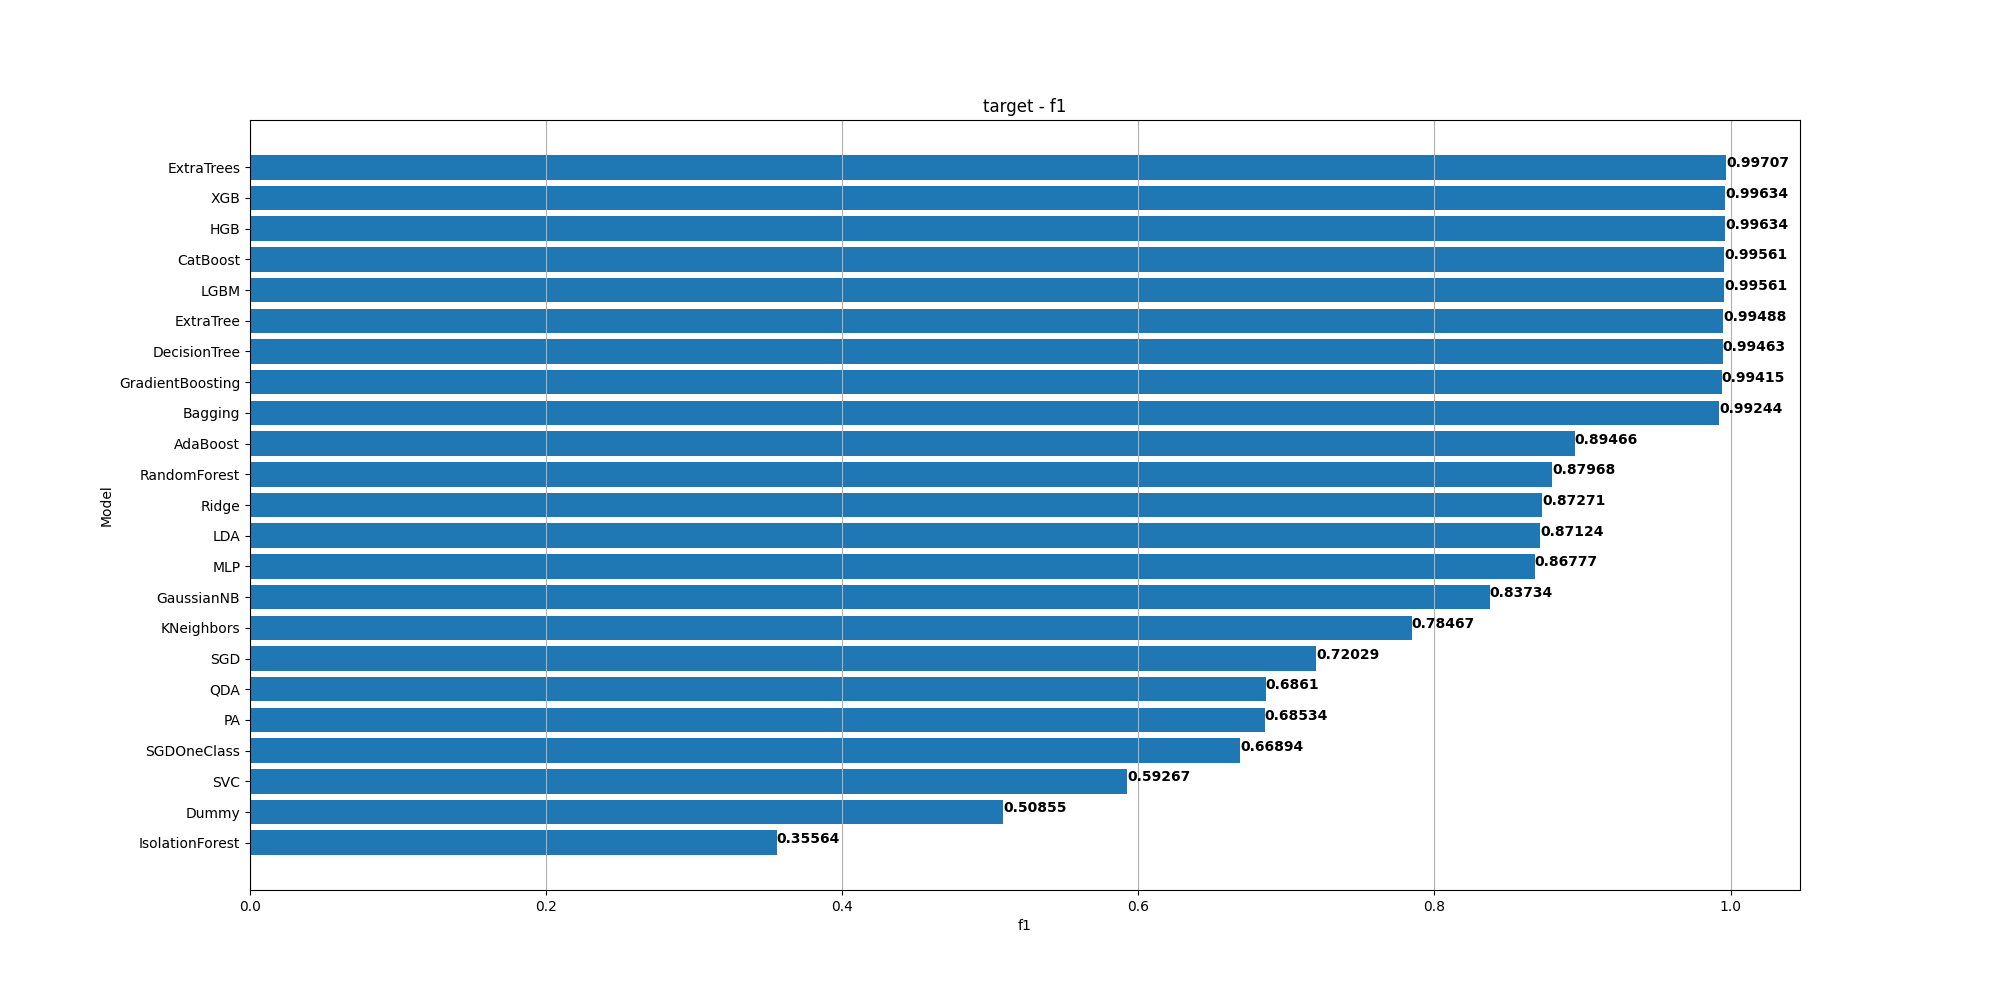 target - f1
Model
ExtraTrees 0.99707
XGB 0.99634
HGB 0.99634
CatBoost 0.99561
LGBM 0.99561
ExtraTree 0.99488
DecisionTree 0.99463
GradientBoosting 0.99415
Bagging 0.99244
AdaBoost 0.89466
RandomForest 0.87968
Ridge 0.87271
LDA 0.87124
MLP 0.86777
GaussianNB 0.83734
KNeighbors 0.78467
SGD 0.72029
QDA 0.6861
PA 0.68534
SGDOneClass 0.66894
SVC 0.59267
Dummy 0.50855
IsolationForest 0.35564
0.0 0.2 0.4 0.6 0.8 1.0
f1